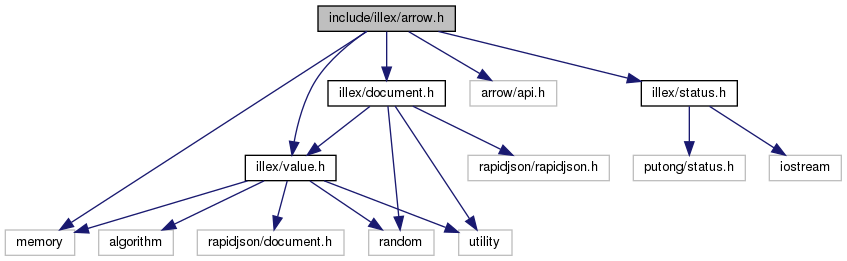 include/illex/arrow.h
illex/document.h
arrow/api.h
illex/status.h
illex/value.h
rapidjson/rapidjson.h
putong/status.h
iostream
memory
algorithm
rapidjson/document.h
random
utility